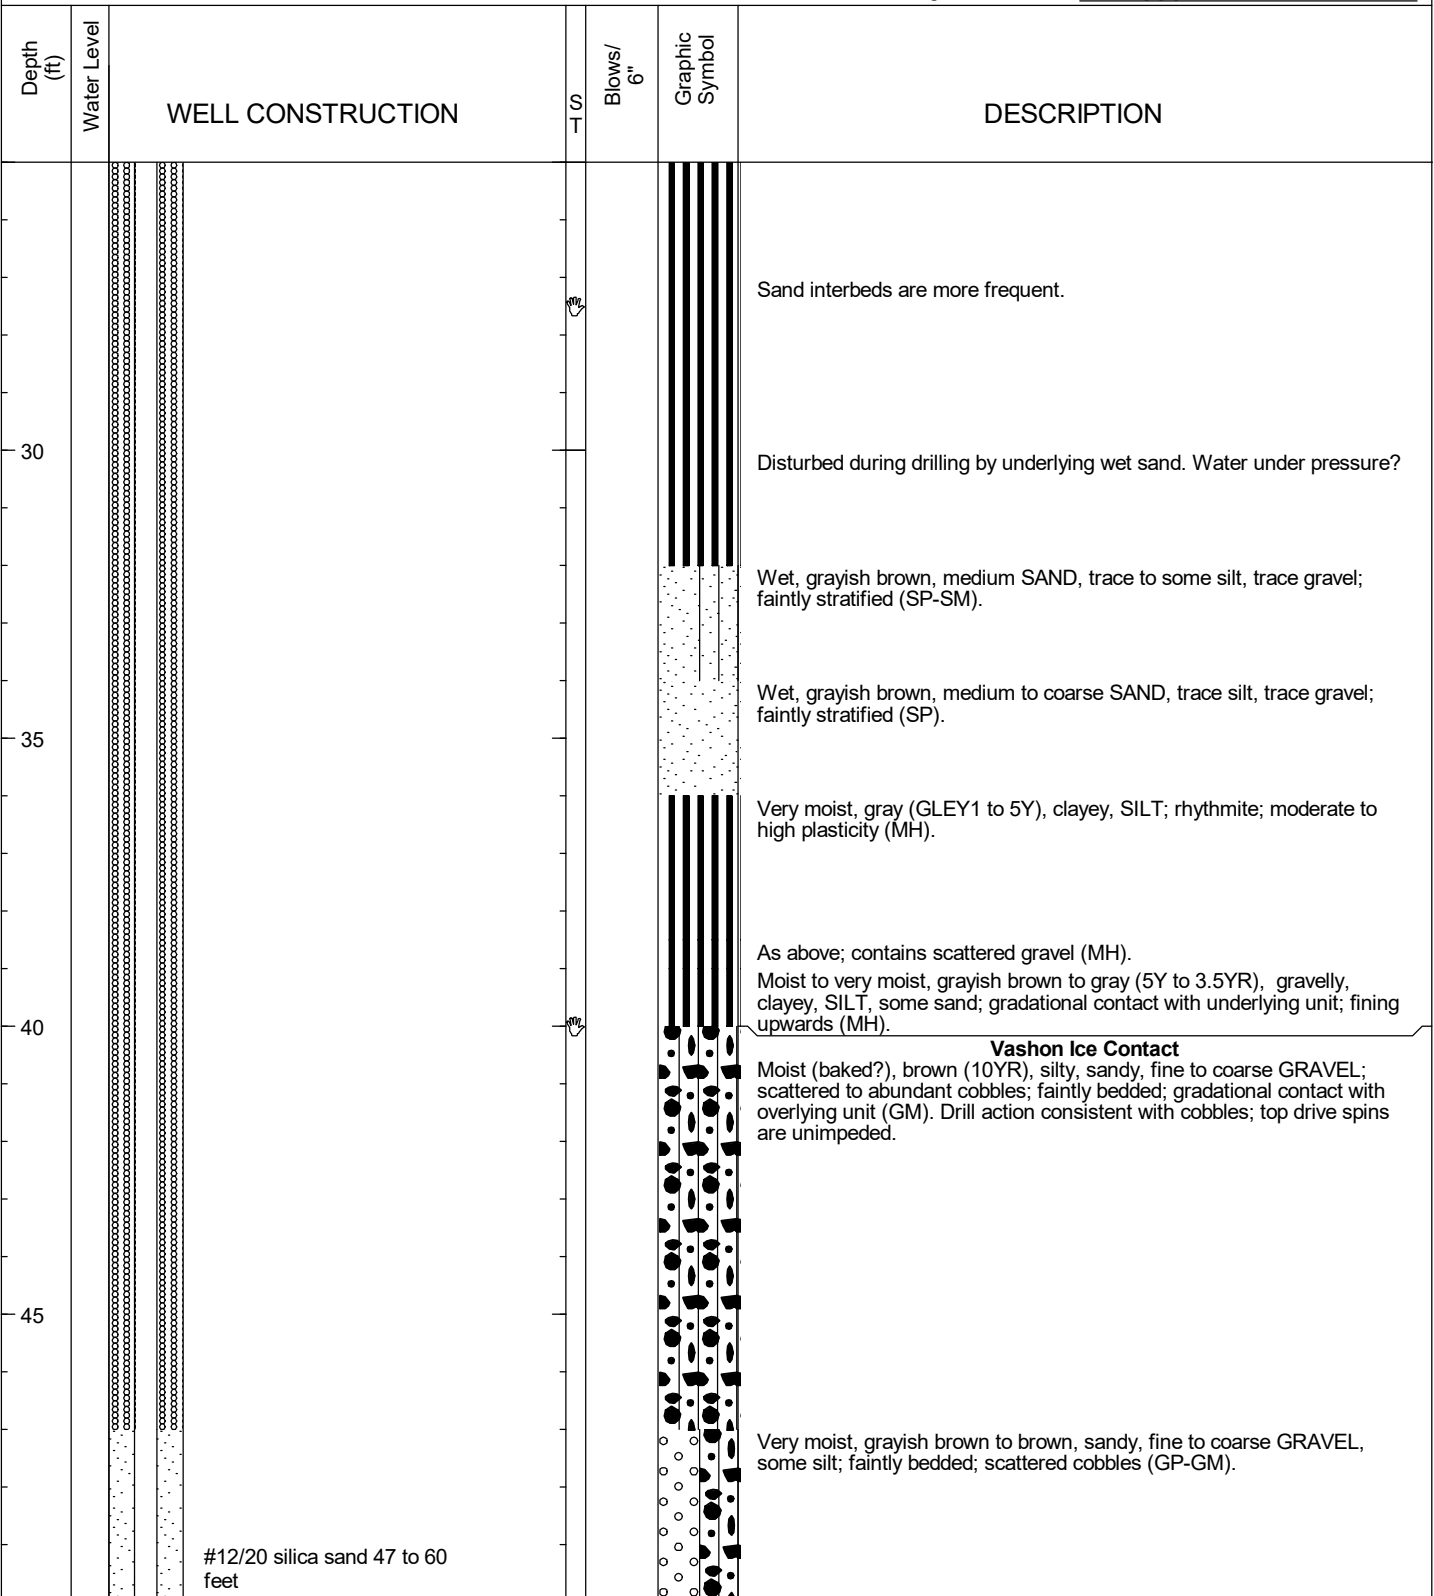 Depth
(ft)
Water Level
WELL CONSTRUCTION
S
T
Blows/
6"
Graphic
Symbol
DESCRIPTION
Sand interbeds are more frequent.
30
Disturbed during drilling by underlying wet sand. Water under pressure?
Wet, grayish brown, medium SAND, trace to some silt, trace gravel;
faintly stratified (SP-SM).
Wet, grayish brown, medium to coarse SAND, trace silt, trace gravel;
faintly stratified (SP).
35
Very moist, gray (GLEY1 to 5Y), clayey, SILT; rhythmite; moderate to
high plasticity (MH).
As above; contains scattered gravel (MH).
Moist to very moist, grayish brown to gray (5Y to 3.5YR), gravelly,
clayey, SILT, some sand; gradational contact with underlying unit; fining
upwards (MH).
40
Vashon Ice Contact
Moist (baked?), brown (10YR), silty, sandy, fine to coarse GRAVEL;
scattered to abundant cobbles; faintly bedded; gradational contact with
overlying unit (GM). Drill action consistent with cobbles; top drive spins
are unimpeded.
45
Very moist, grayish brown to brown, sandy, fine to coarse GRAVEL,
some silt; faintly bedded; scattered cobbles (GP-GM).
#12/20 silica sand 47 to 60
feet